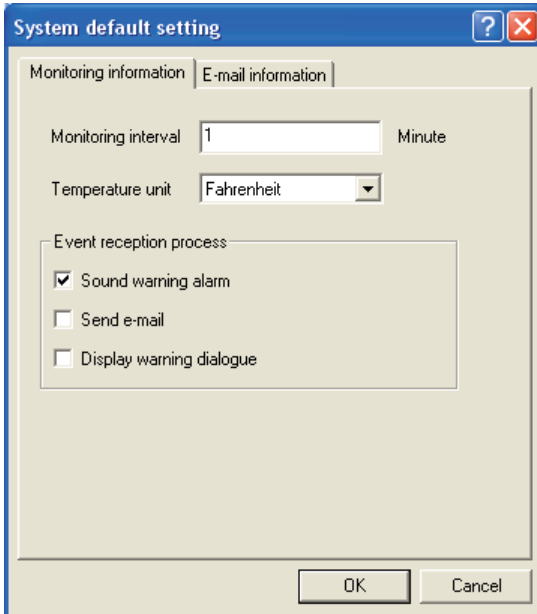 System default setting
Monitoring information E-mail information
Monitoring interval 1 Minute
Temperature unit Fahrenheit
Event reception process
Sound warning alarm
Send e-mail
Display warning dialogue
OK Cancel